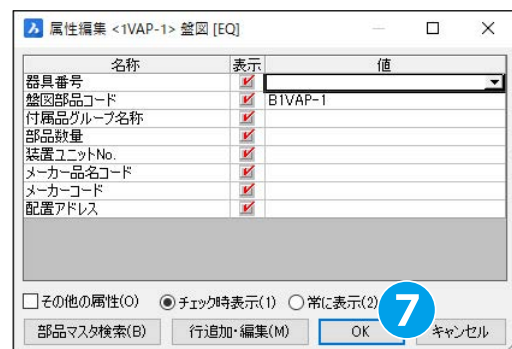 属性編集 <1VAP-1> 盤図 [EQ]
名称 表示 値
器具番号
盤図部品コード B1VAP-1
付属品グループ名称
部品数量
装置ユニットNo.
メーカー品名コード
メーカーコード
配置アドレス
その他の属性(O) チェック時表示(1) 常に表示(2)
7
部品マスタ検索(B) 行追加・編集(M) OK キャンセル